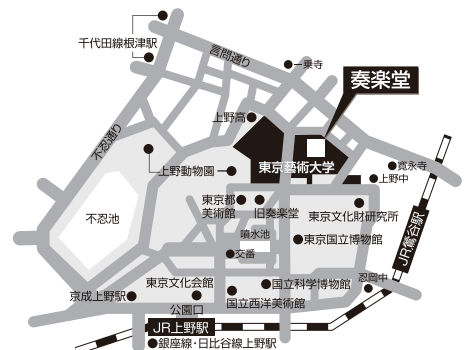 千代田線根津駅
言問通り
一乗寺
奏楽堂
上野高
不忍通り
上野動物園
東京藝術大学
寛永寺
上野中
東京都
美術館
旧奏楽堂
東京文化財研究所
不忍池
噴水池
東京国立博物館
交番
JR鶯谷駅
忍岡中
東京文化会館
国立科学博物館
京成上野駅
公園口
国立西洋美術館
JR上野駅
銀座線・日比谷線上野駅